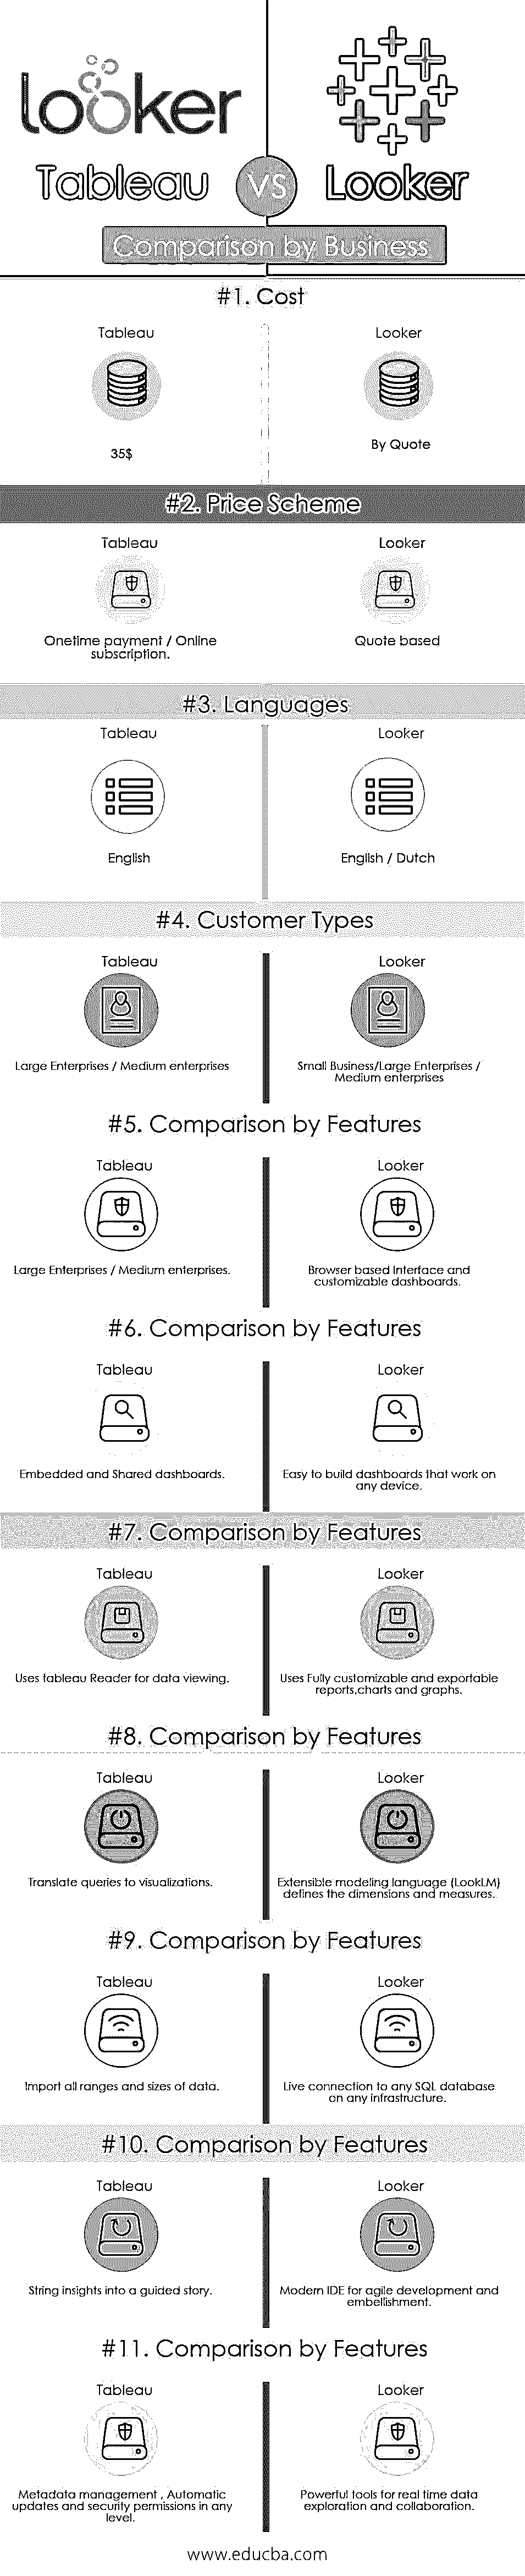 looker
Tableau VS Looker
Comparison by Business
#1. Cost
Tableau
Looker
35$
By Quote
#2. Price Scheme
Tableau
Looker
Onetime payment / Online
subscription.
Quote based
#3. Languages
Tableau
Looker
English
English / Dutch
#4. Customer Types
Tableau
Looker
Large Enterprises / Medium enterprises
Small Business/Large Enterprises /
Medium enterprises
#5. Comparison by Features
Tableau
Looker
Large Enterprises / Medium enterprises.
Browser based Interface and
customizable dashboards.
#6. Comparison by Features
Tableau
Looker
Embedded and Shared dashboards.
Easy to build dashboards that work on
any device.
#7. Comparison by Features
Tableau
Looker
Uses tableau Reader for data viewing.
Uses Fully customizable and exportable
reports,charts and graphs.
#8. Comparison by Features
Tableau
Looker
Translate queries to visualizations.
Extensible modeling language (LookLM)
defines the dimensions and measures.
#9. Comparison by Features
Tableau
Looker
Import all ranges and sizes of data.
Live connection to any SQL database
on any infrastructure.
#10. Comparison by Features
Tableau
Looker
String insights into a guided story.
Modern IDE for agile development and
embellishment.
#11. Comparison by Features
Tableau
Looker
Metadata management , Automatic
updates and security permissions in any
level.
Powerful tools for real time data
exploration and collaboration.
www.educba.com